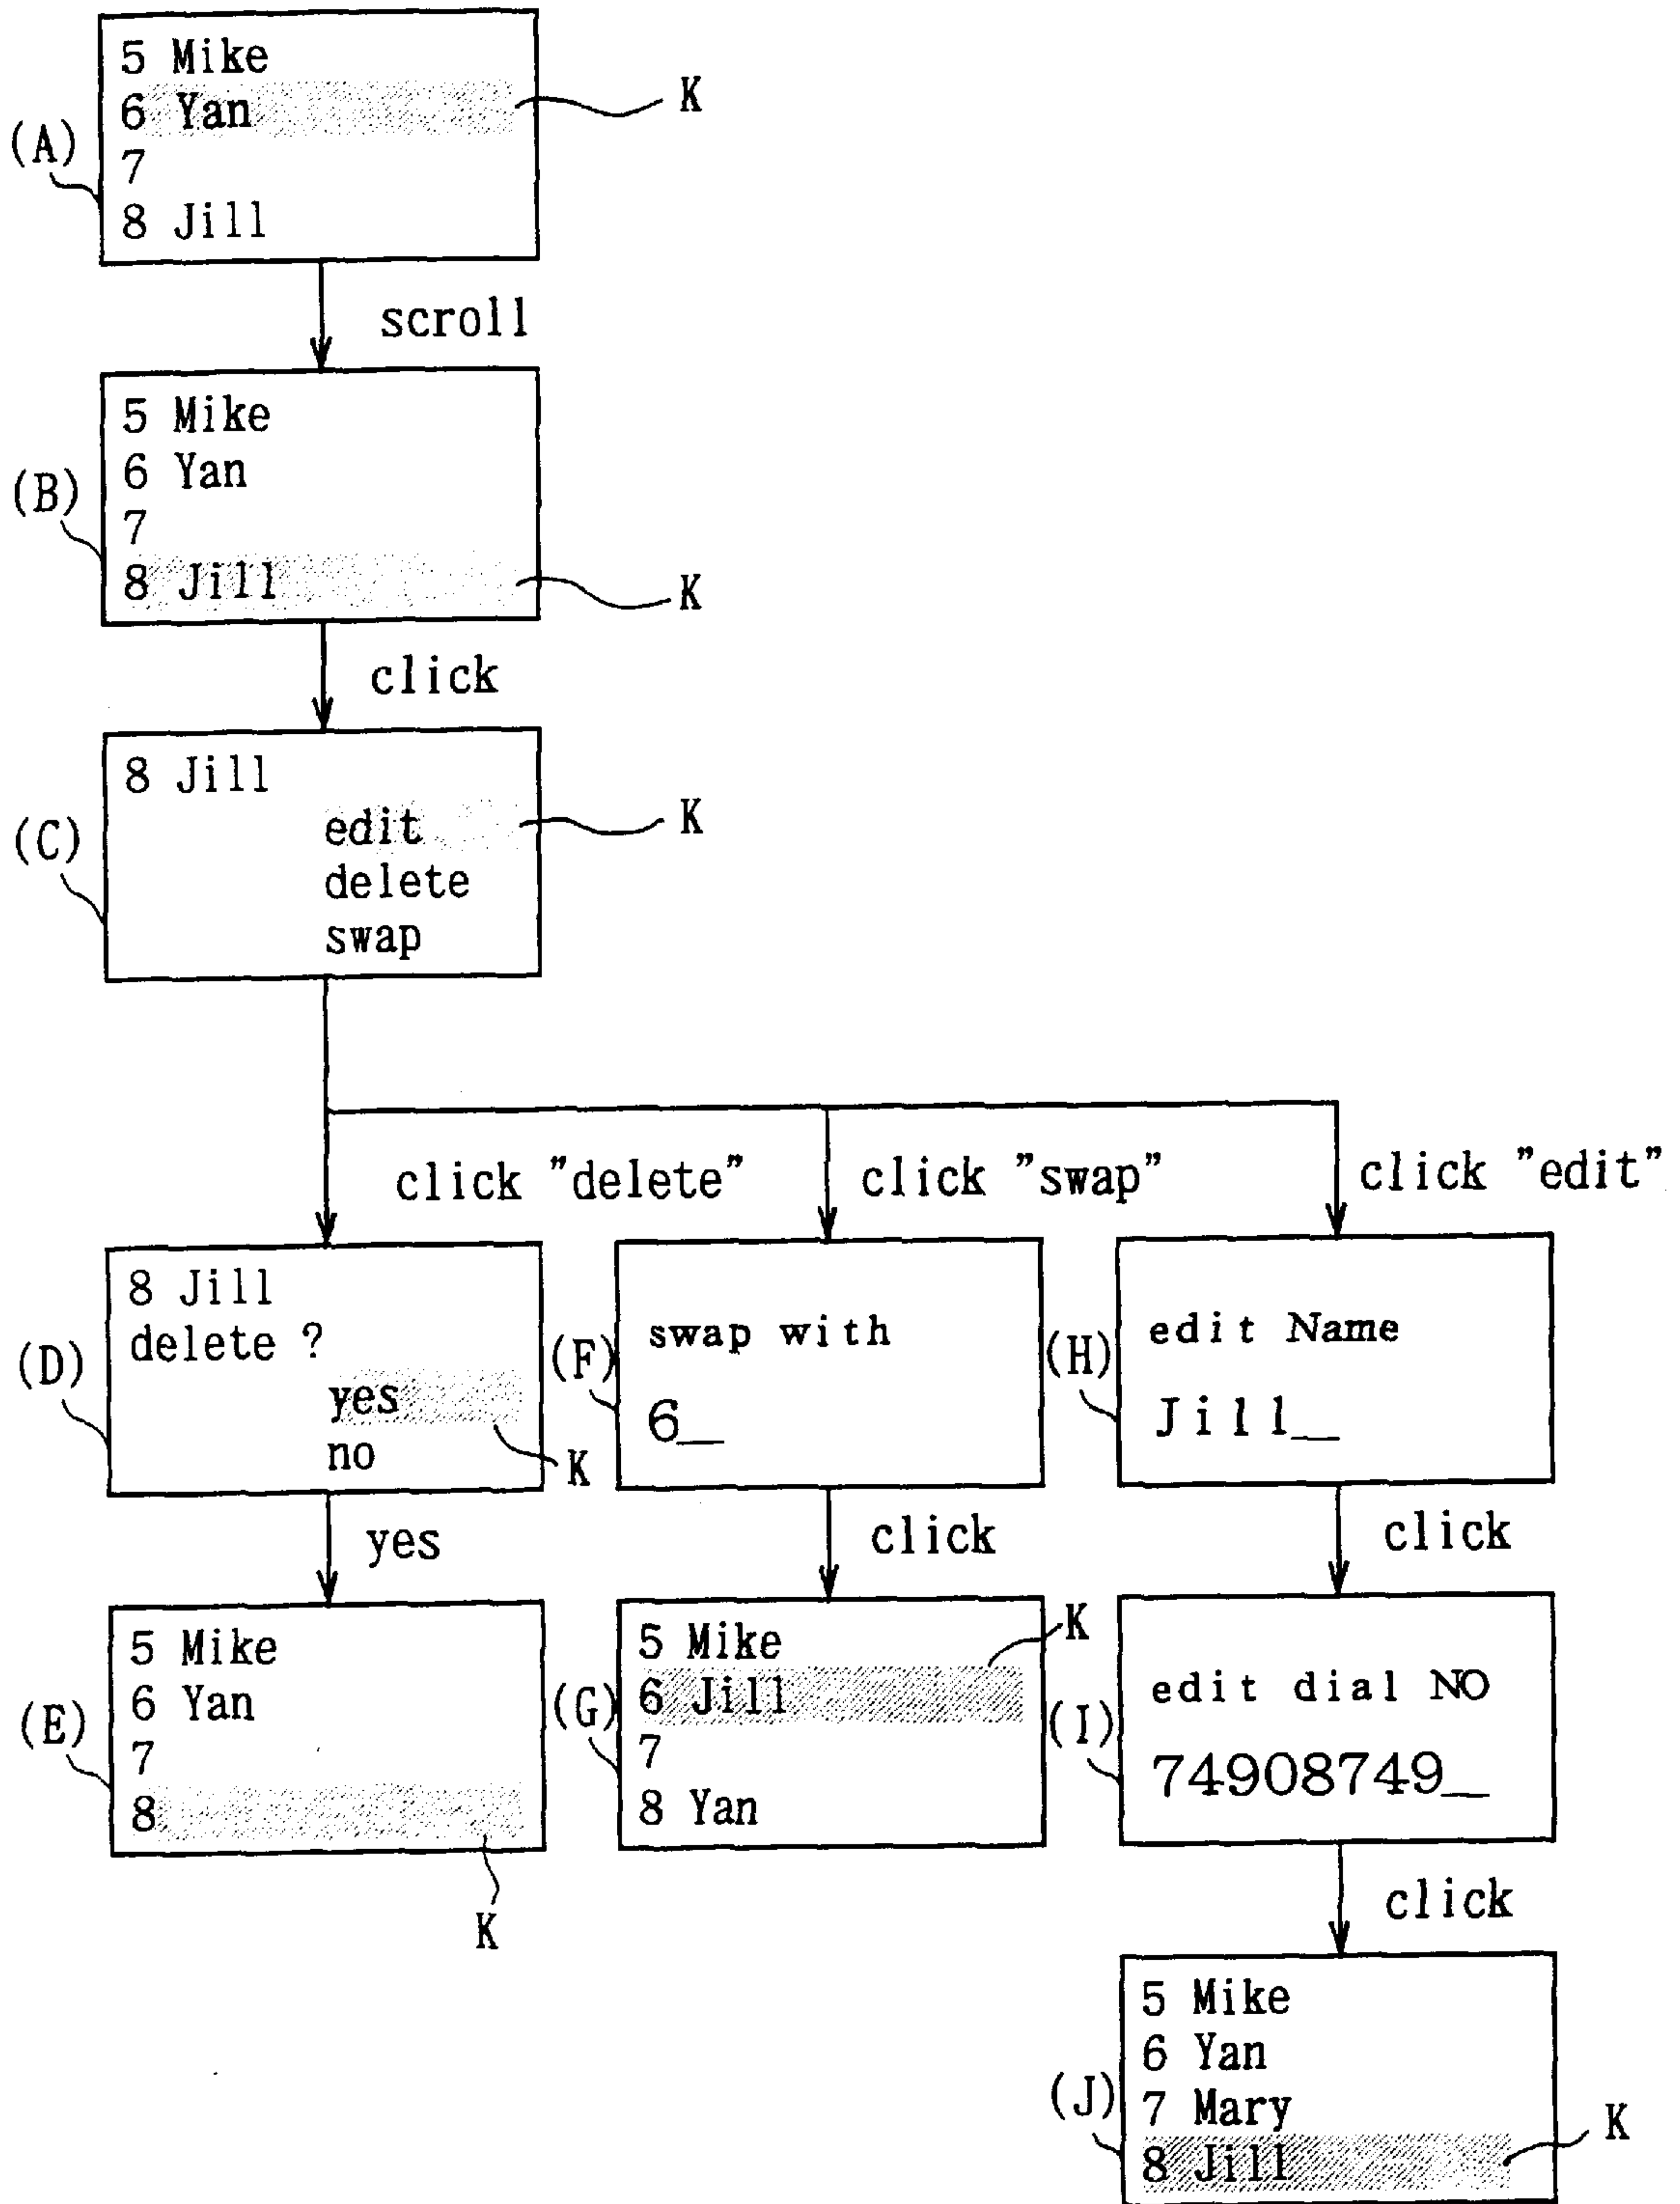 5 Mike
6 Yan
K
(A)
7
8 Jill
scroll
5 Mike
6 Yan
(B)
7
8 Jill
K
click
8 Jill
edit
K
(C)
delete
swap
click "delete"
click "swap"
click "edit"
8 Jill
delete ?
(D)
yes
no
K
yes
5 Mike
6 Yan
(E)
7
8
K
swap with
(F)
6_
click
K
5 Mike
6 Jill
(G)
7
8 Yan
edit Name
(H)
Jill_
click
edit dial NO
(I)
74908749_
click
5 Mike
6 Yan
(J)
7 Mary
8 Jill
K